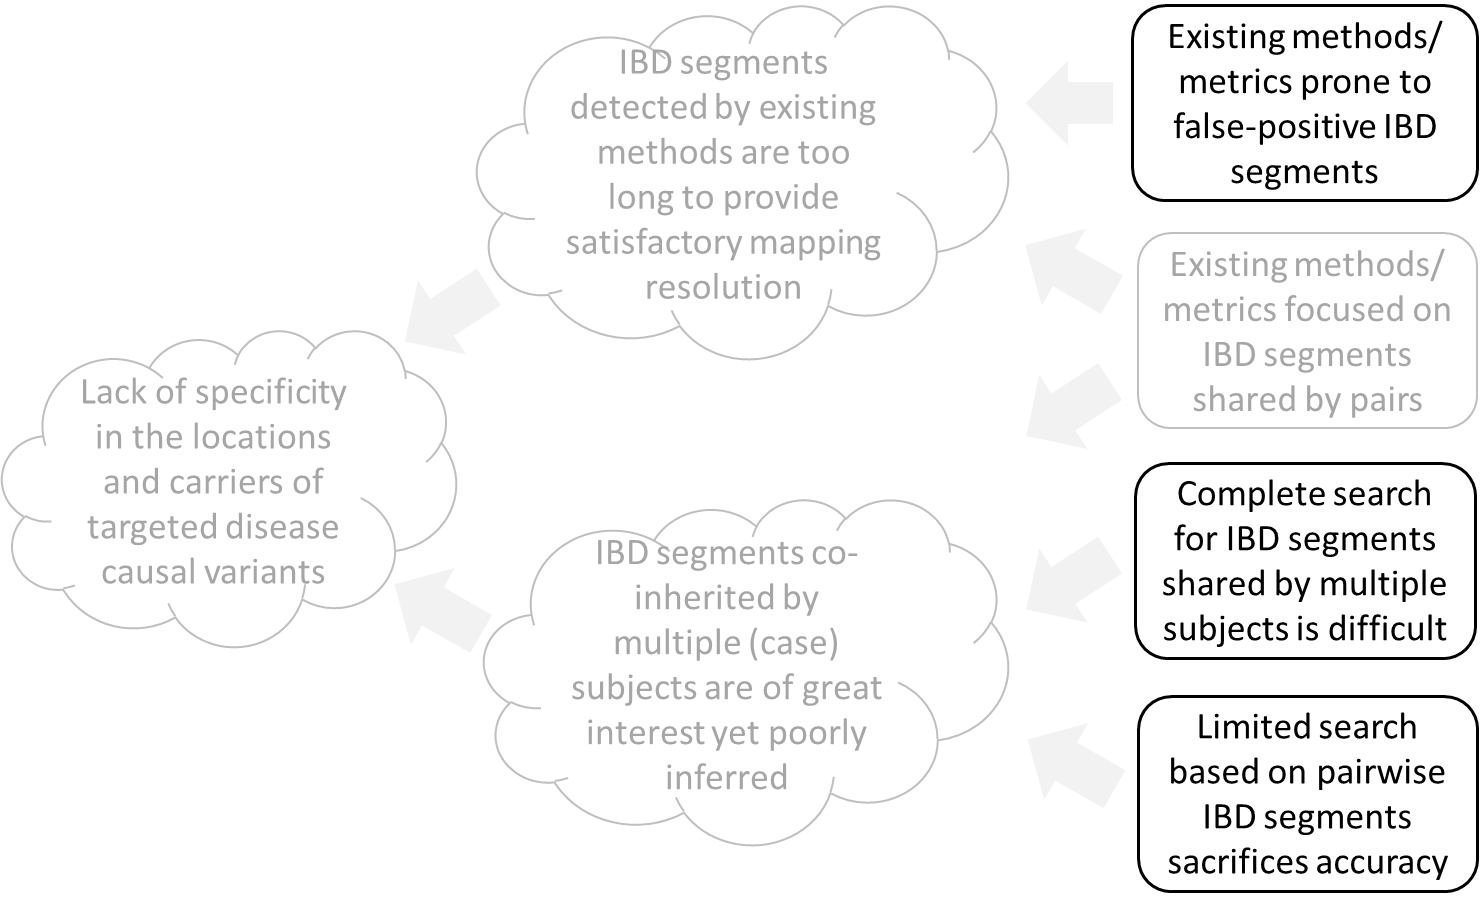 Lack of specificity
in the locations
and carriers of
targeted disease
causal variants
IBD segments
detected by existing
methods are too
long to provide
satisfactory mapping
resolution
IBD segments co-
inherited by
multiple (case)
subjects are of great
interest yet poorly
inferred
Existing methods/
metrics prone to
false-positive IBD
segments
Existing methods/
metrics focused on
IBD segments
shared by pairs
Complete search
for IBD segments
shared by multiple
subjects is difficult
Limited search
based on pairwise
IBD segments
sacrifices accuracy